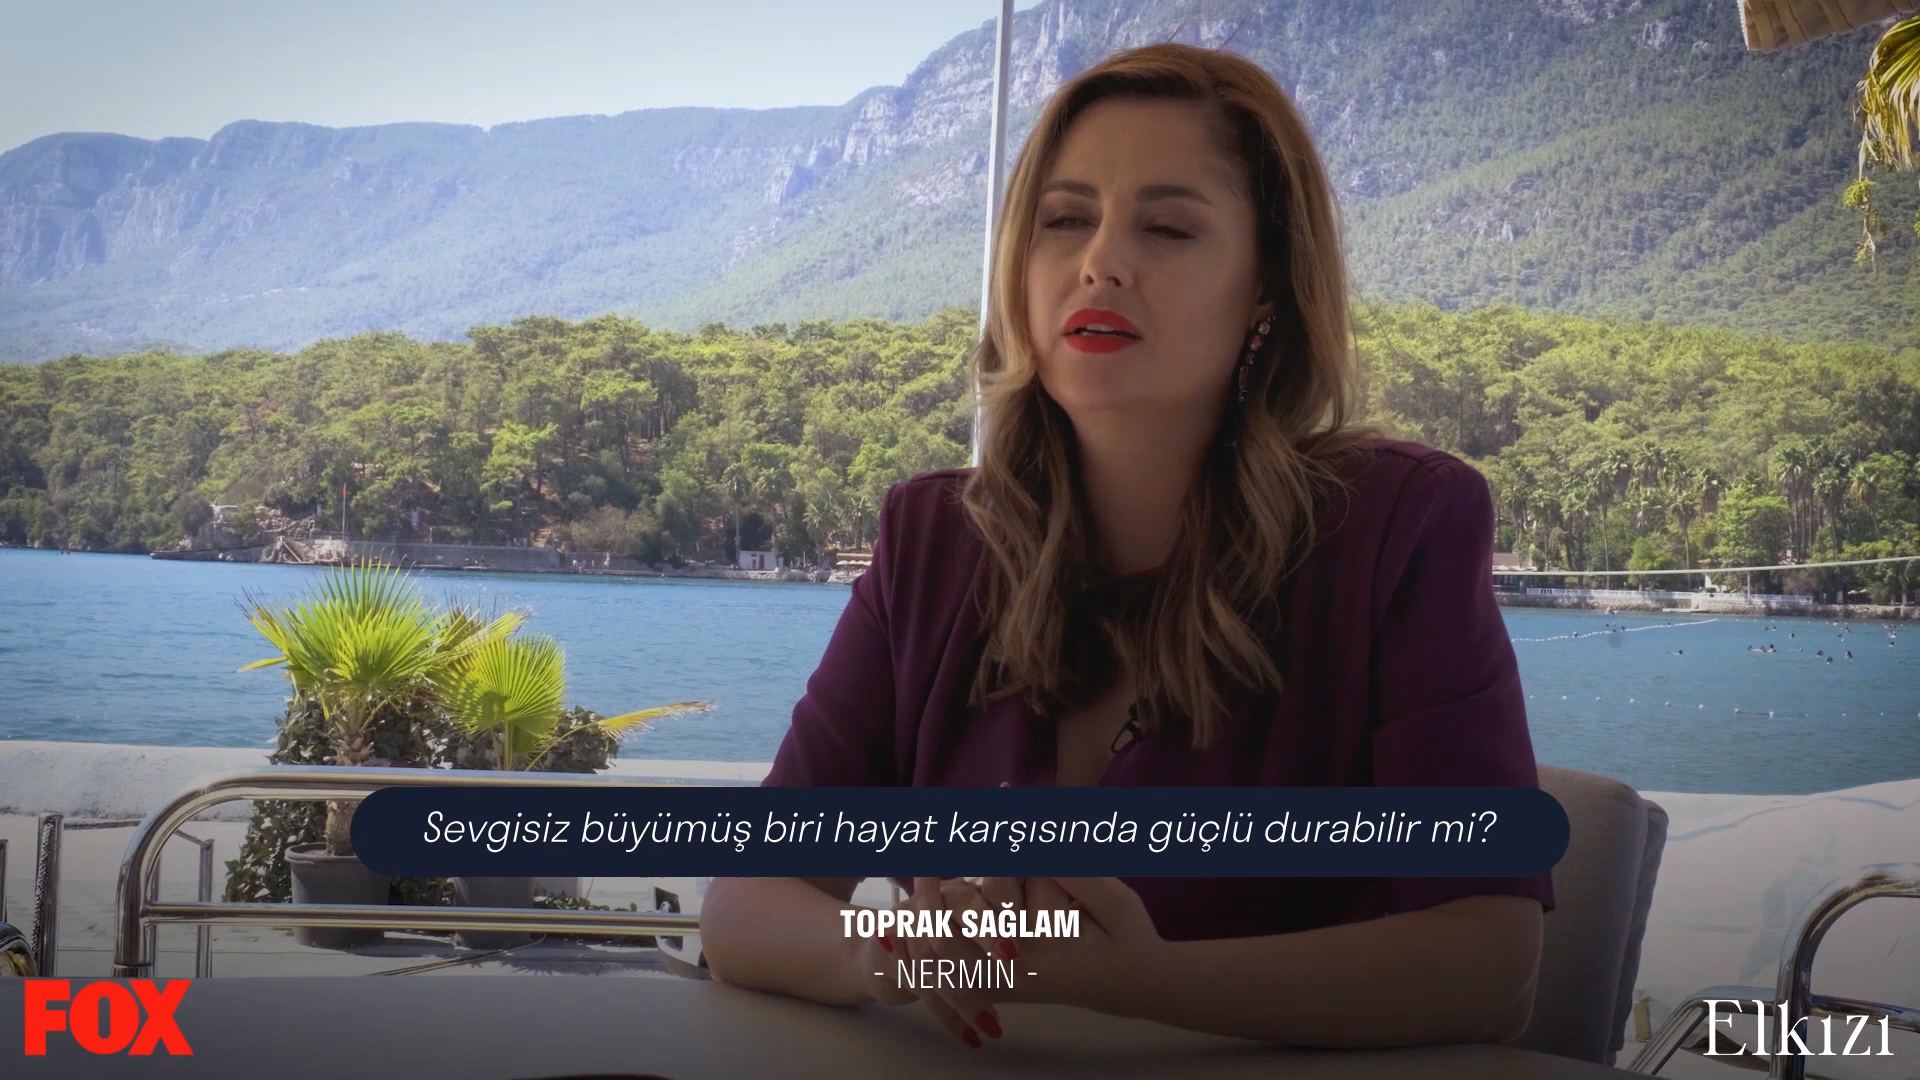 Sevgisiz büyümüş biri hayat karşısında güçlü durabilir mi?
TOPRAK SAĞLAM
- NERMİN -
FOX
Elkızı